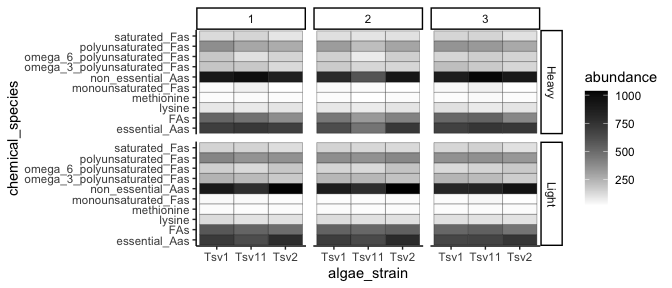 1 2 3
chemical_species
saturated_Fas
polyunsaturated_Fas
omega_6_polyunsaturated_Fas
omega_3_polyunsaturated_Fas
non_essential_Aas
monounsaturated_Fas
methionine
lysine
FAs
essential_Aas
Heavy
saturated_Fas
polyunsaturated_Fas
omega_6_polyunsaturated_Fas
omega_3_polyunsaturated_Fas
non_essential_Aas
monounsaturated_Fas
methionine
lysine
FAs
essential_Aas
Light
Tsv1 Tsv11 Tsv2 Tsv1 Tsv11 Tsv2 Tsv1 Tsv11 Tsv2
algae_strain
abundance
1000
750
500
250